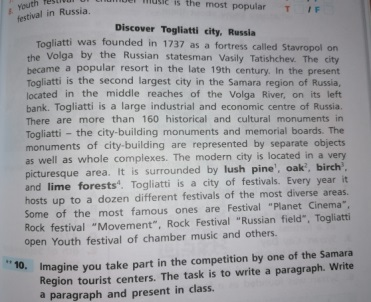 8. Youth festival of chamber music is the most popular T / F
festival in Russia.
Discover Togliatti city, Russia
Togliatti was founded in 1737 as a fortress called Stavropol on
the Volga by the Russian statesman Vasily Tatishchev. The city
became a popular resort in the late 19th century. In the present
Togliatti is the second largest city in the Samara region of Russia,
located in the middle reaches of the Volga River, on its left
bank. Togliatti is a large industrial and economic centre of Russia.
There are more than 160 historical and cultural monuments in
Togliatti – the city-building monuments and memorial boards. The
monuments of city-building are represented by separate objects
as well as whole complexes. The modern city is located in a very
picturesque area. It is surrounded by lush pine¹, oak², birch³,
and lime forests⁴. Togliatti is a city of festivals. Every year it
hosts up to a dozen different festivals of the most diverse areas.
Some of the most famous ones are Festival "Planet Cinema",
Rock festival "Movement", Rock Festival "Russian field", Togliatti
open Youth festival of chamber music and others.
**10. Imagine you take part in the competition by one of the Samara
Region tourist centers. The task is to write a paragraph. Write
a paragraph and present in class.